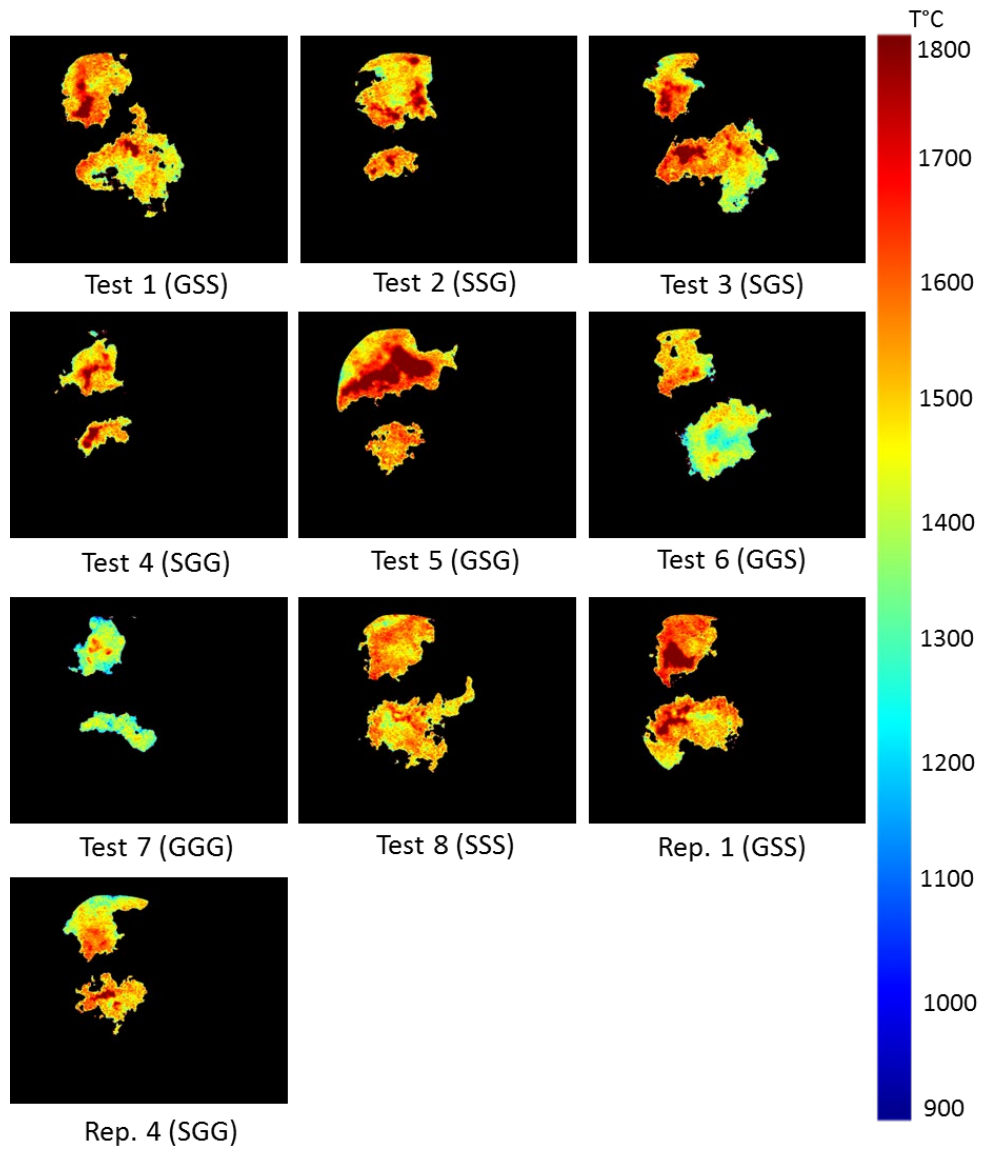 T°C
1800
1700
1600
1500
1400
1300
1200
1100
1000
900
Test 1 (GSS)
Test 2 (SSG)
Test 3 (SGS)
Test 4 (SGG)
Test 5 (GSG)
Test 6 (GGS)
Test 7 (GGG)
Test 8 (SSS)
Rep. 1 (GSS)
Rep. 4 (SGG)